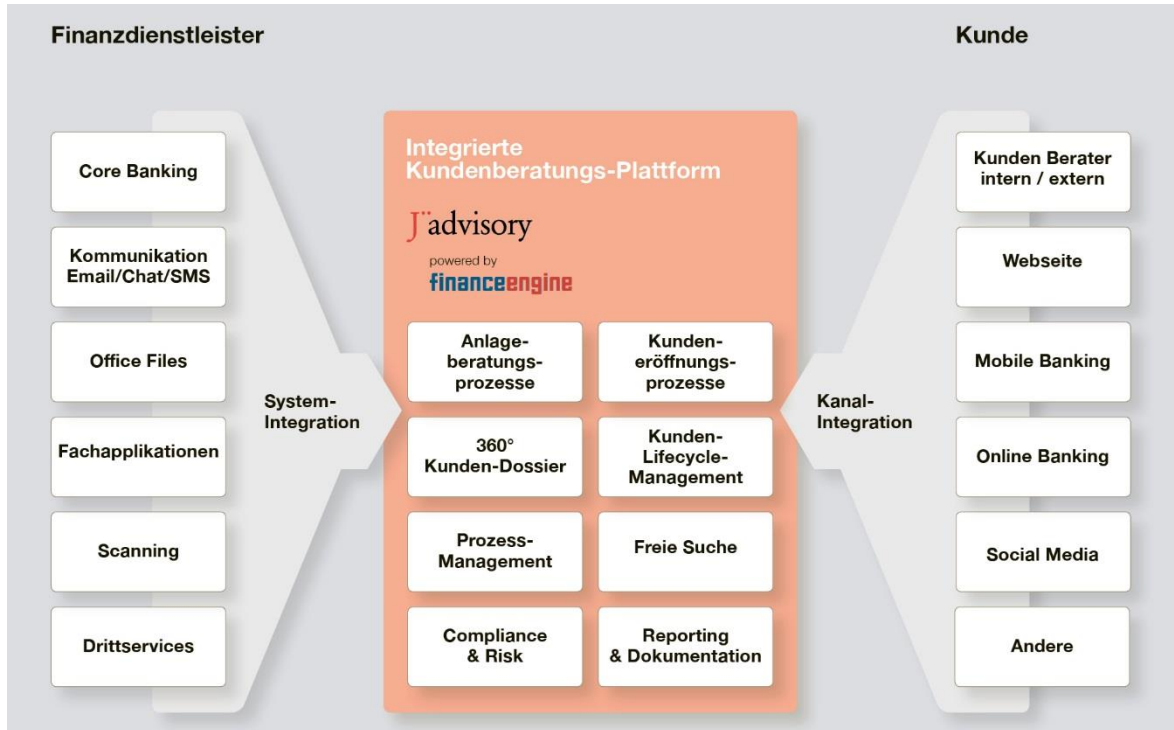 Finanzdienstleister
Kunde
Core Banking
Kommunikation
Email/Chat/SMS
Office Files
Fachapplikationen
Scanning
Drittservices
System-
Integration
Integrierte
Kundenberatungs-Plattform
J¨advisory
powered by
financeengine
Anlage-
beratungs-
prozesse
Kunden-
eröffnungs-
prozesse
360°
Kunden-Dossier
Kunden-
Lifecycle-
Management
Prozess-
Management
Freie Suche
Compliance
& Risk
Reporting
& Dokumentation
Kanal-
Integration
Kunden Berater
intern / extern
Webseite
Mobile Banking
Online Banking
Social Media
Andere